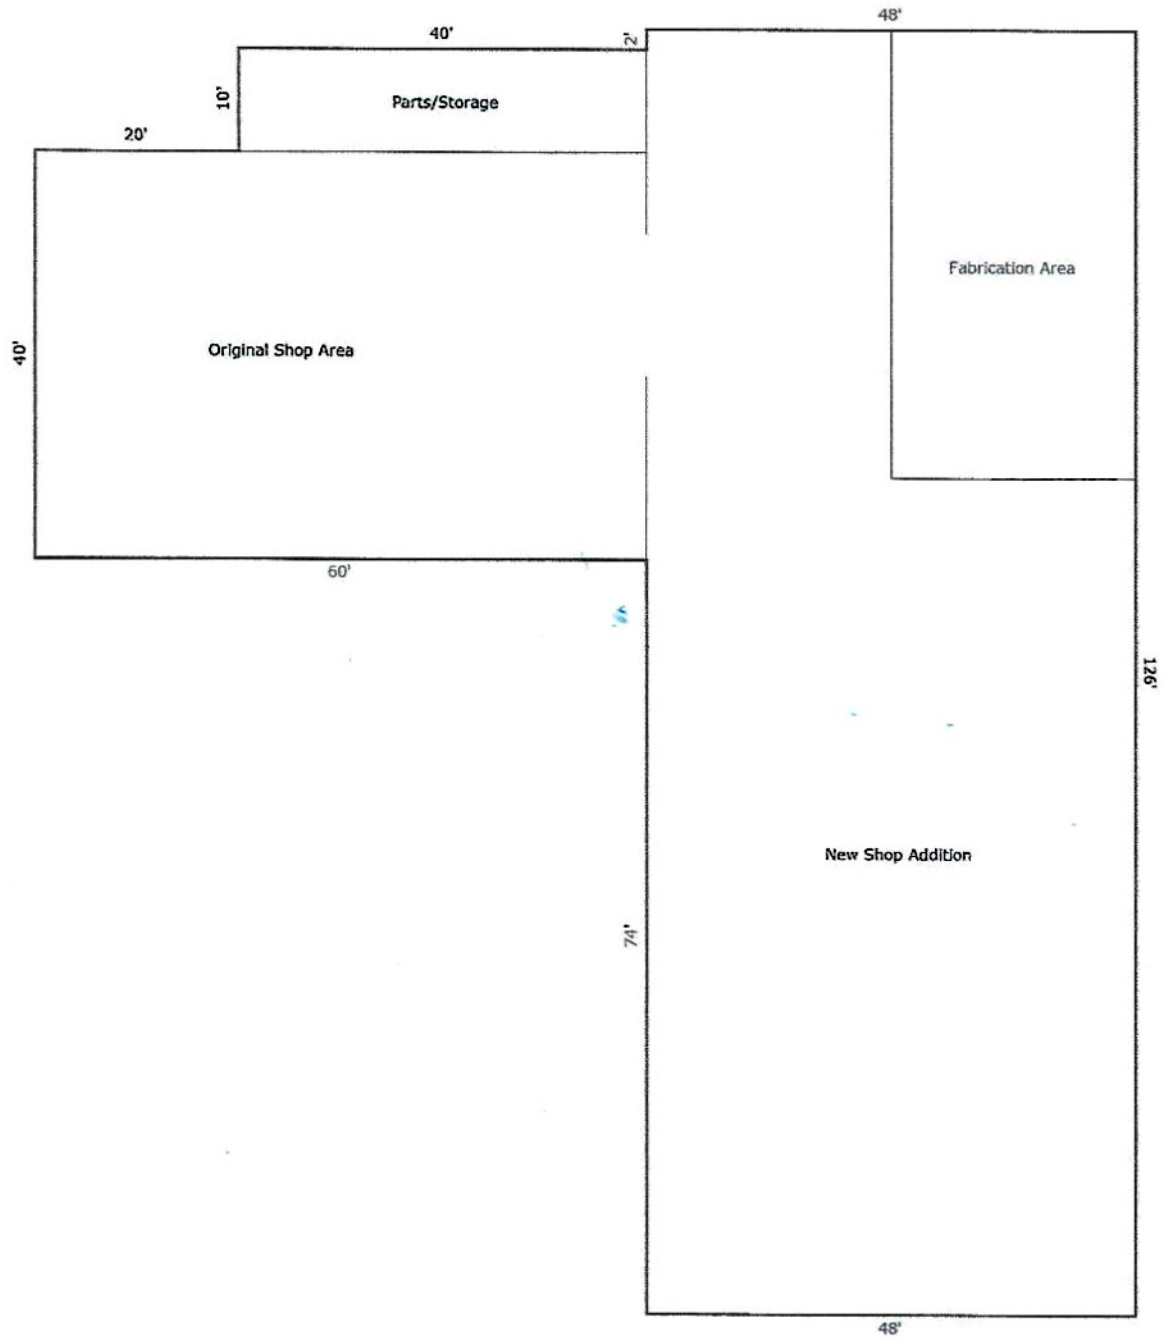 48'
40'
2'
10'
Parts/Storage
20'
Fabrication Area
Original Shop Area
40'
60'
126'
New Shop Addition
74'
48'